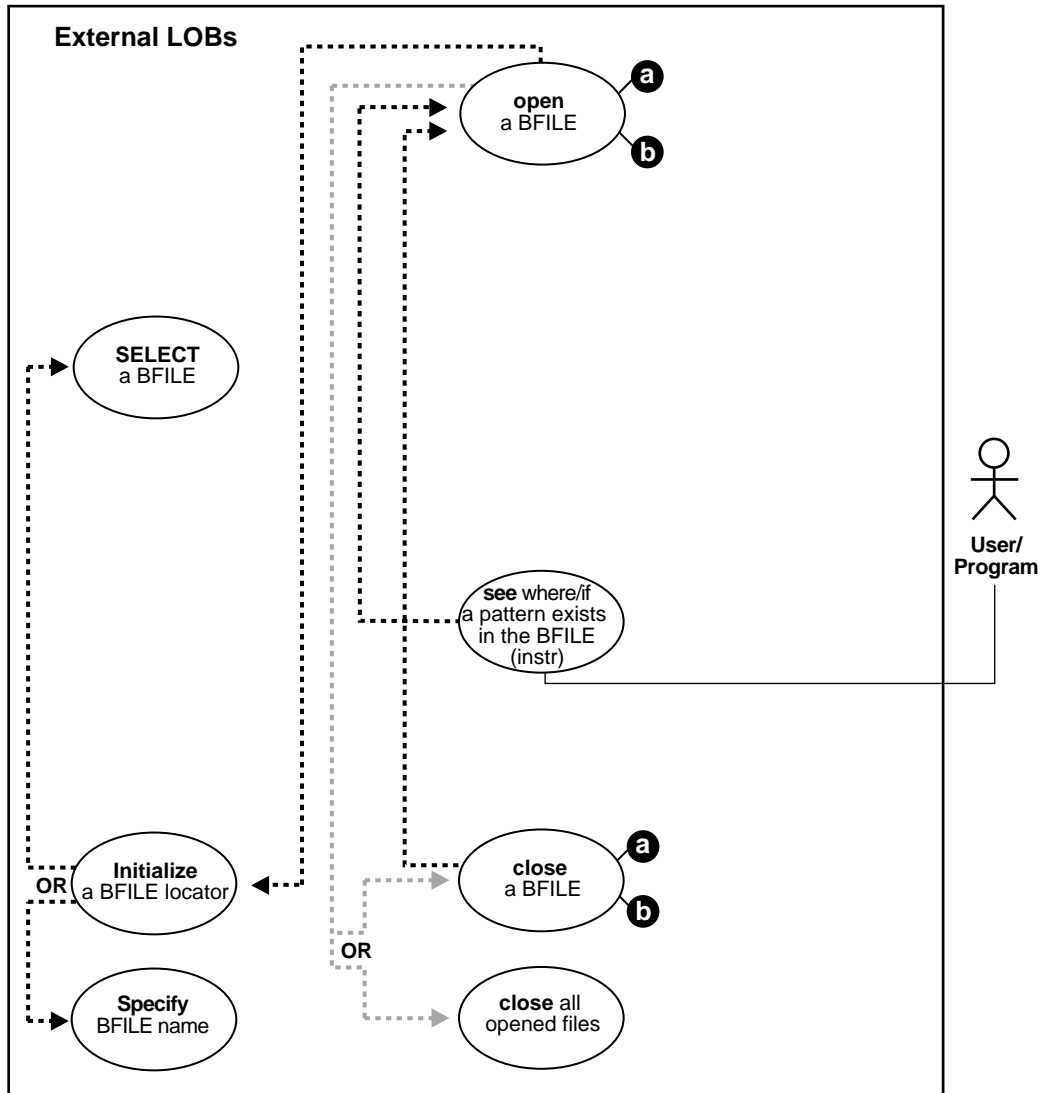 External LOBs
a
open
a BFILE
b
SELECT
a BFILE
User/
Program
see where/if
a pattern exists
in the BFILE
(instr)
a
close
a BFILE
b
Initialize
a BFILE locator
OR
OR
Specify
BFILE name
close all
opened files